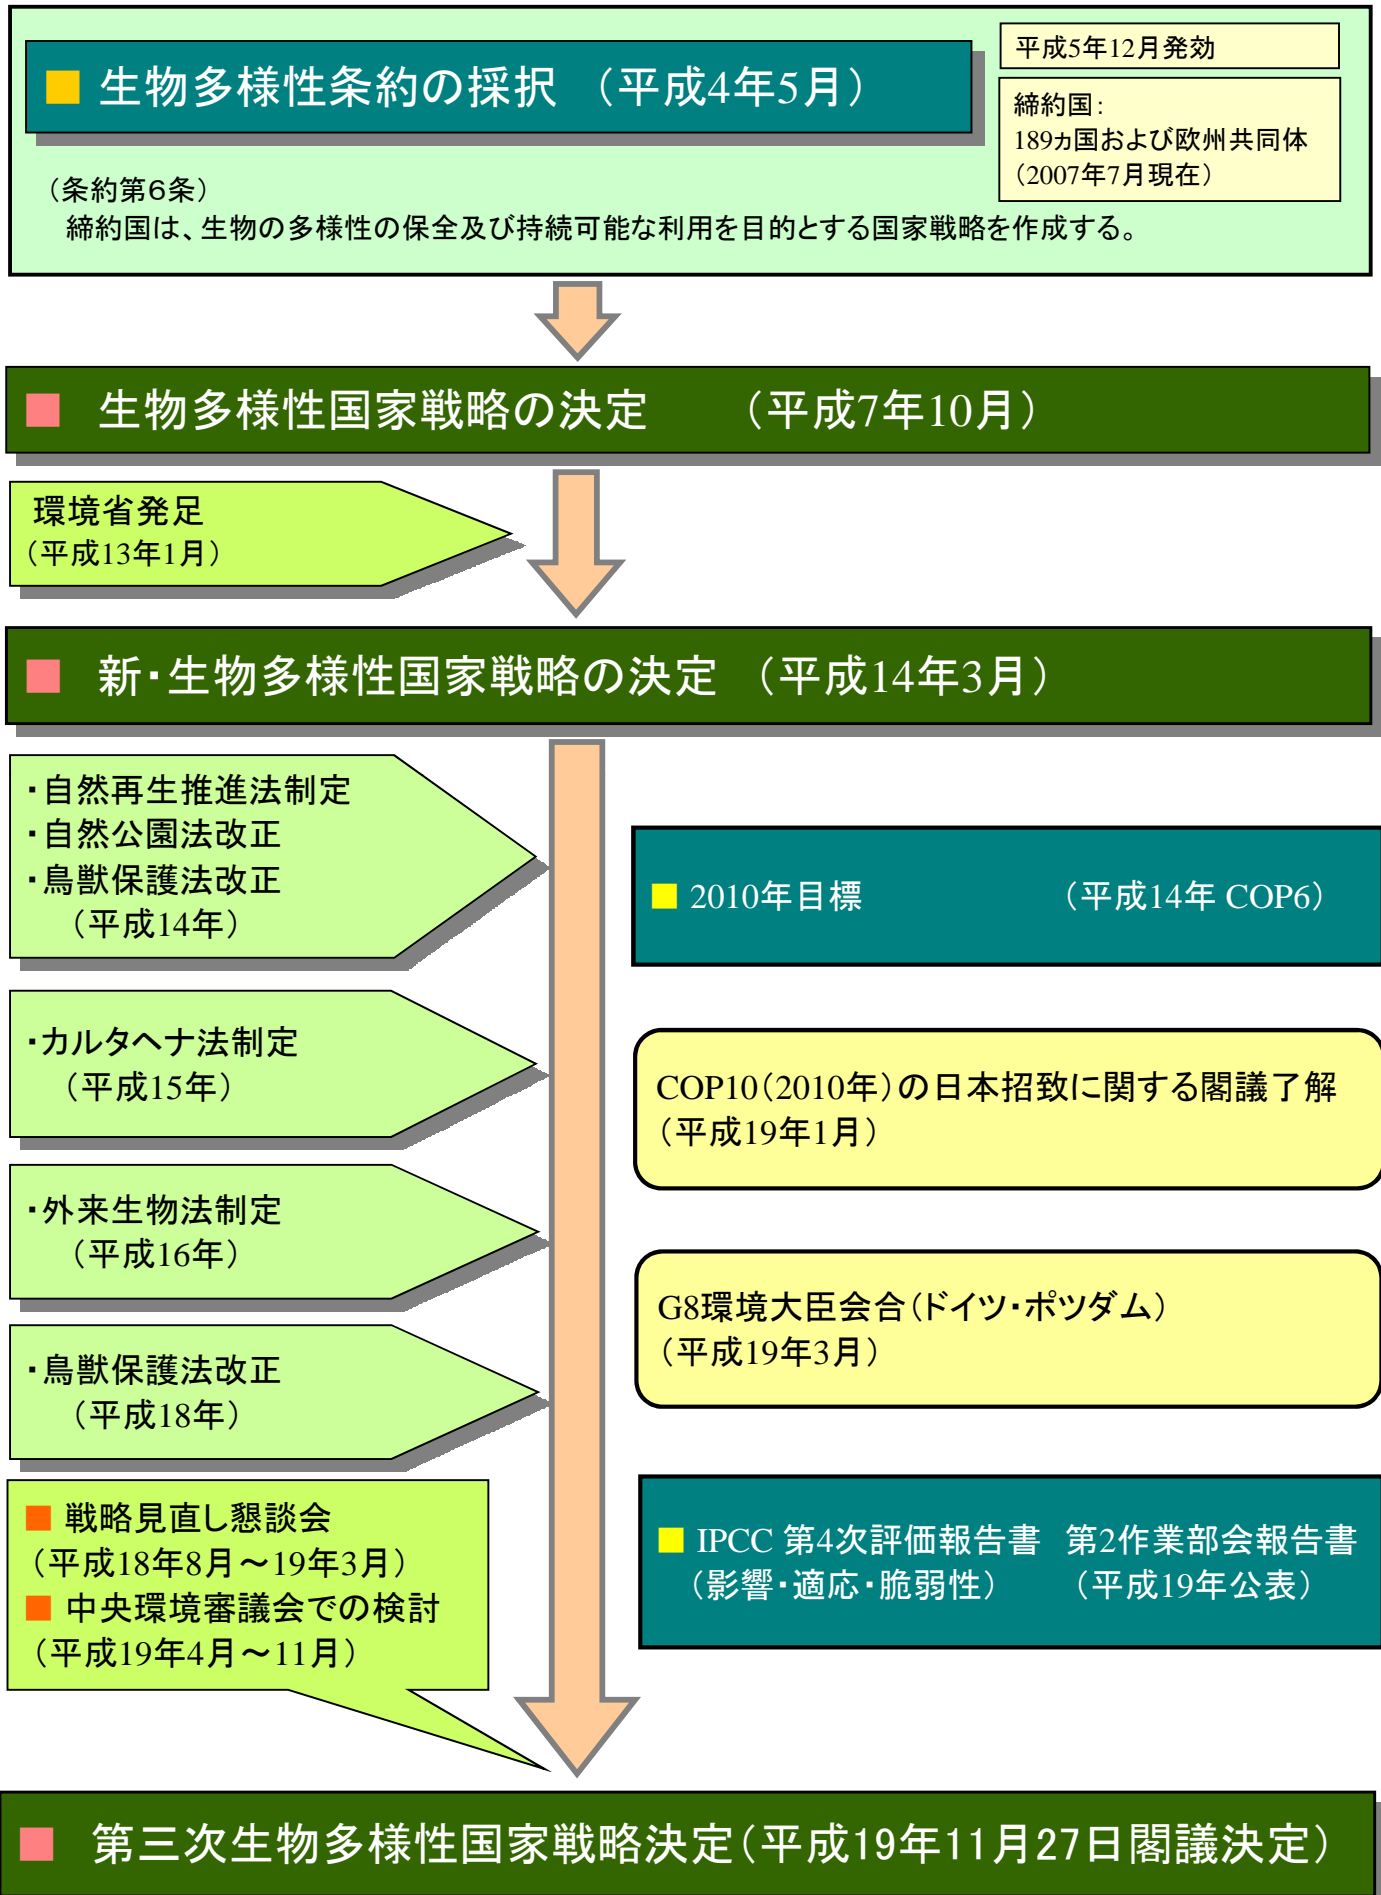 ■ 生物多様性条約の採択 （平成4年5月）
平成5年12月発効
締約国：
189ヵ国および欧州共同体
（2007年7月現在）
（条約第６条）
締約国は、生物の多様性の保全及び持続可能な利用を目的とする国家戦略を作成する。
■ 生物多様性国家戦略の決定 （平成7年10月）
環境省発足
（平成13年1月）
■ 新・生物多様性国家戦略の決定 （平成14年3月）
・自然再生推進法制定
・自然公園法改正
・鳥獣保護法改正
（平成14年）
■ 2010年目標 （平成14年 COP6）
・カルタヘナ法制定
（平成15年）
COP10（2010年）の日本招致に関する閣議了解
（平成19年1月）
・外来生物法制定
（平成16年）
G8環境大臣会合（ドイツ・ポツダム）
（平成19年3月）
・鳥獣保護法改正
（平成18年）
■ 戦略見直し懇談会
（平成18年8月～19年3月）
■ 中央環境審議会での検討
（平成19年4月～11月）
■ IPCC 第4次評価報告書 第2作業部会報告書
（影響・適応・脆弱性） （平成19年公表）
■ 第三次生物多様性国家戦略決定（平成19年11月27日閣議決定）